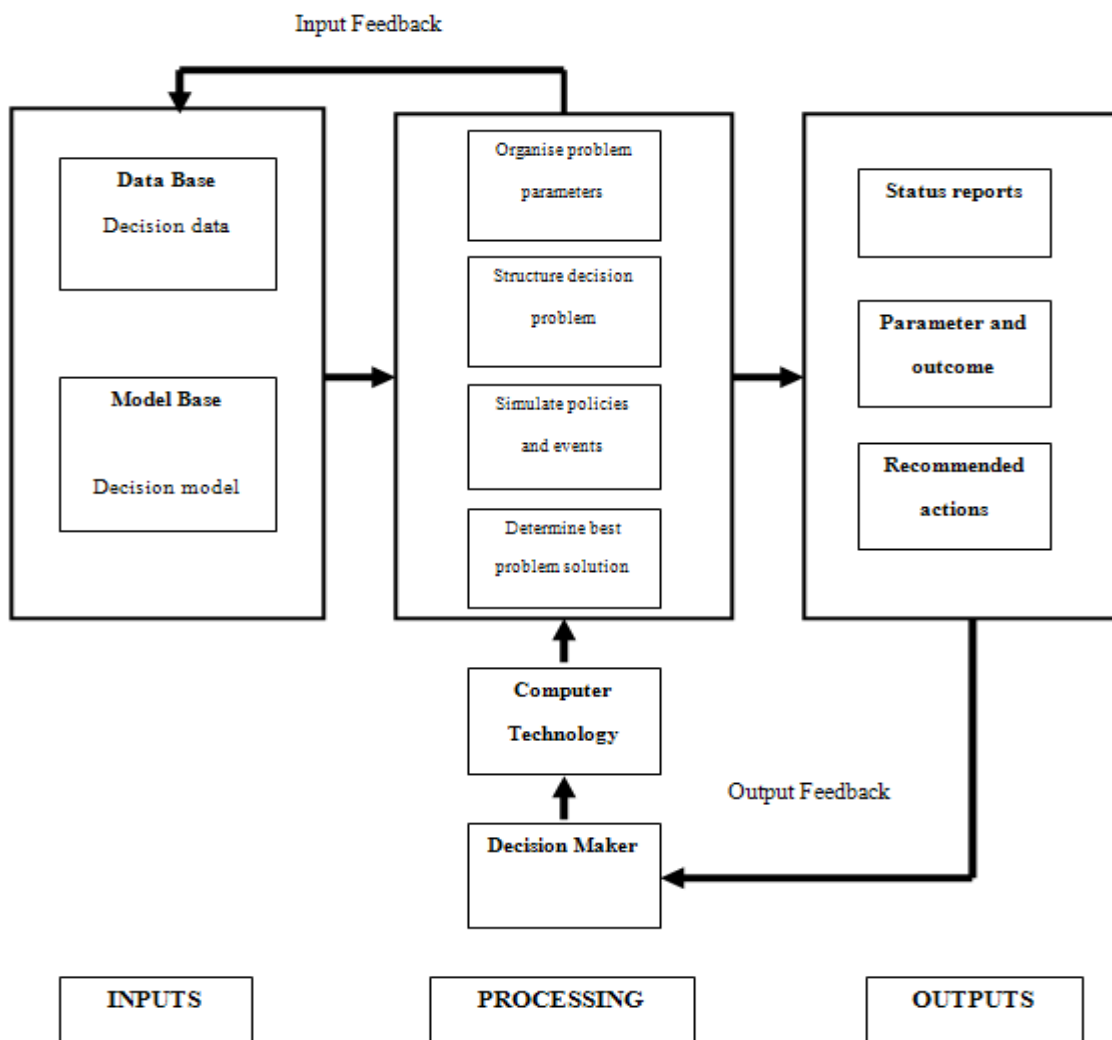 Input Feedback
Data Base
Decision data
Model Base
Decision model
Organise problem
parameters
Structure decision
problem
Simulate policies
and events
Determine best
problem solution
Status reports
Parameter and
outcome
Recommended
actions
Computer
Technology
Output Feedback
Decision Maker
INPUTS
PROCESSING
OUTPUTS